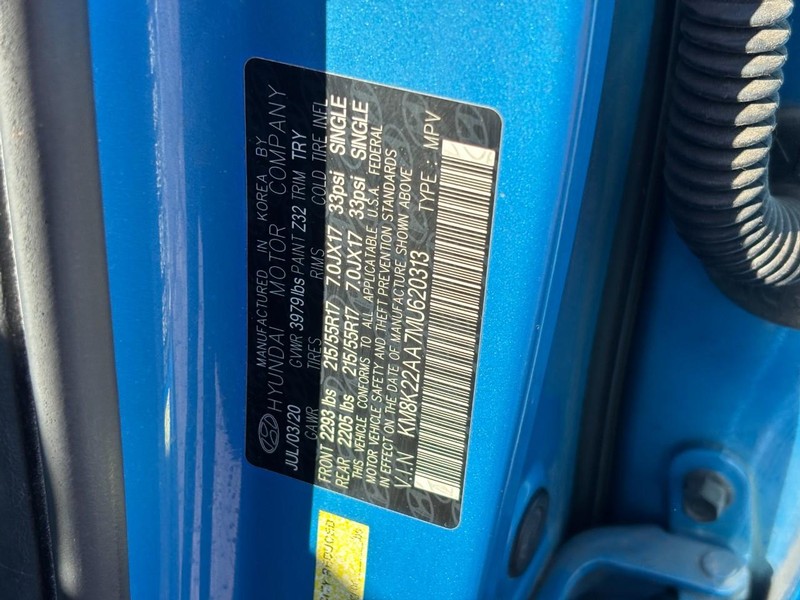 MANUFACTURED IN KOREA BY
HYUNDAI MOTOR COMPANY
JUL/03/20 GVWR 3979lbs PAINT Z32 TRIM TRY
GAWR TIRES RIMS COLD TIRE INFL
FRONT 2293 lbs 215/55R17 7.0JX17 33psi SINGLE
REAR 2205 lbs 215/55R17 7.0JX17 33psi SINGLE
THIS VEHICLE CONFORMS TO ALL APPLICATABLE U.S.A. FEDERAL
MOTOR VEHICLE SAFETY AND THEFT PREVENTION STANDARDS
IN EFFECT ON THE DATE OF MANUFACTURE SHOWN ABOVE
V.I.N KM8K22AA7MU620313 TYPE : MPV